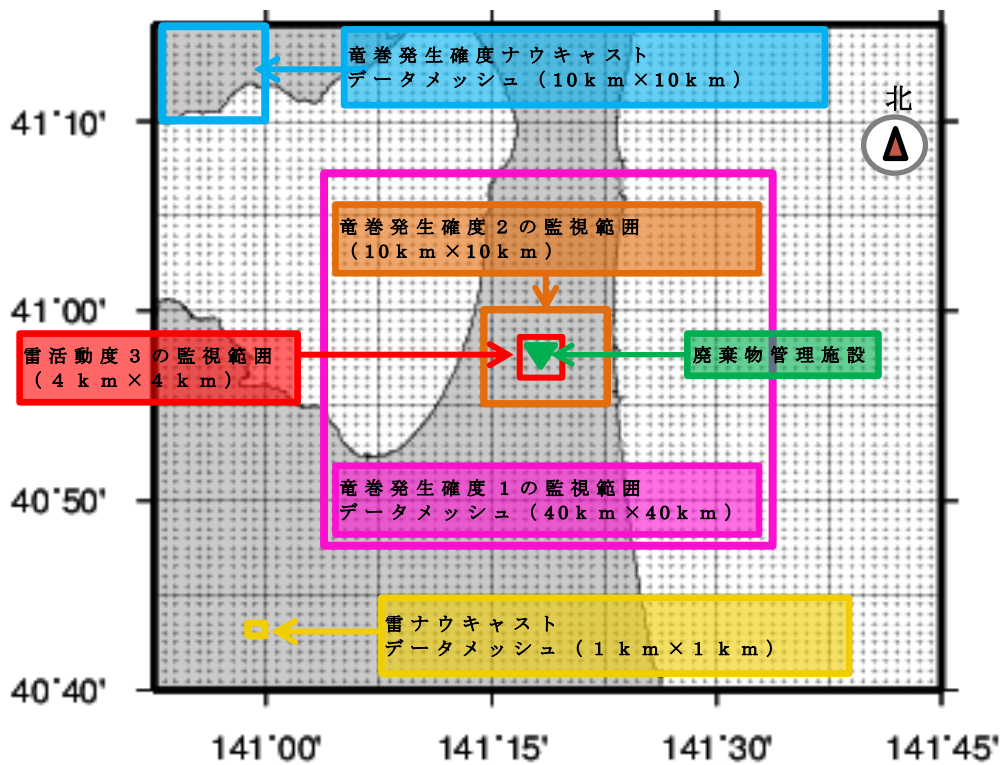 竜巻発生確度ナウキャスト
データメッシュ（10ｋｍ×10ｋｍ）
北
41°10'
竜巻発生確度２の監視範囲
（10ｋｍ×10ｋｍ）
41°00'
雷活動度３の監視範囲
（４ｋｍ×４ｋｍ）
廃棄物管理施設
竜巻発生確度１の監視範囲
データメッシュ（40ｋｍ×40ｋｍ）
40°50'
雷ナウキャスト
データメッシュ（１ｋｍ×１ｋｍ）
40°40'
141°00' 141°15' 141°30' 141°45'